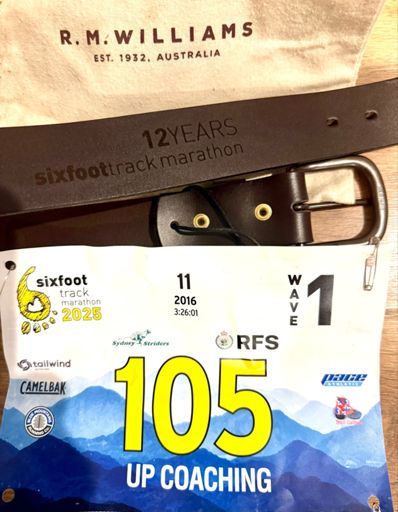 R.M.WILLIAMS
EST. 1932, AUSTRALIA
12YEARS
sixfoottrack marathon
sixfoot
track
marathon
2025
11
2016
3:26:01
WAVE 1
Sydney Striders
RFS
tailwind
CAMELBAK
PACE
ATHLETIC
105
UP COACHING